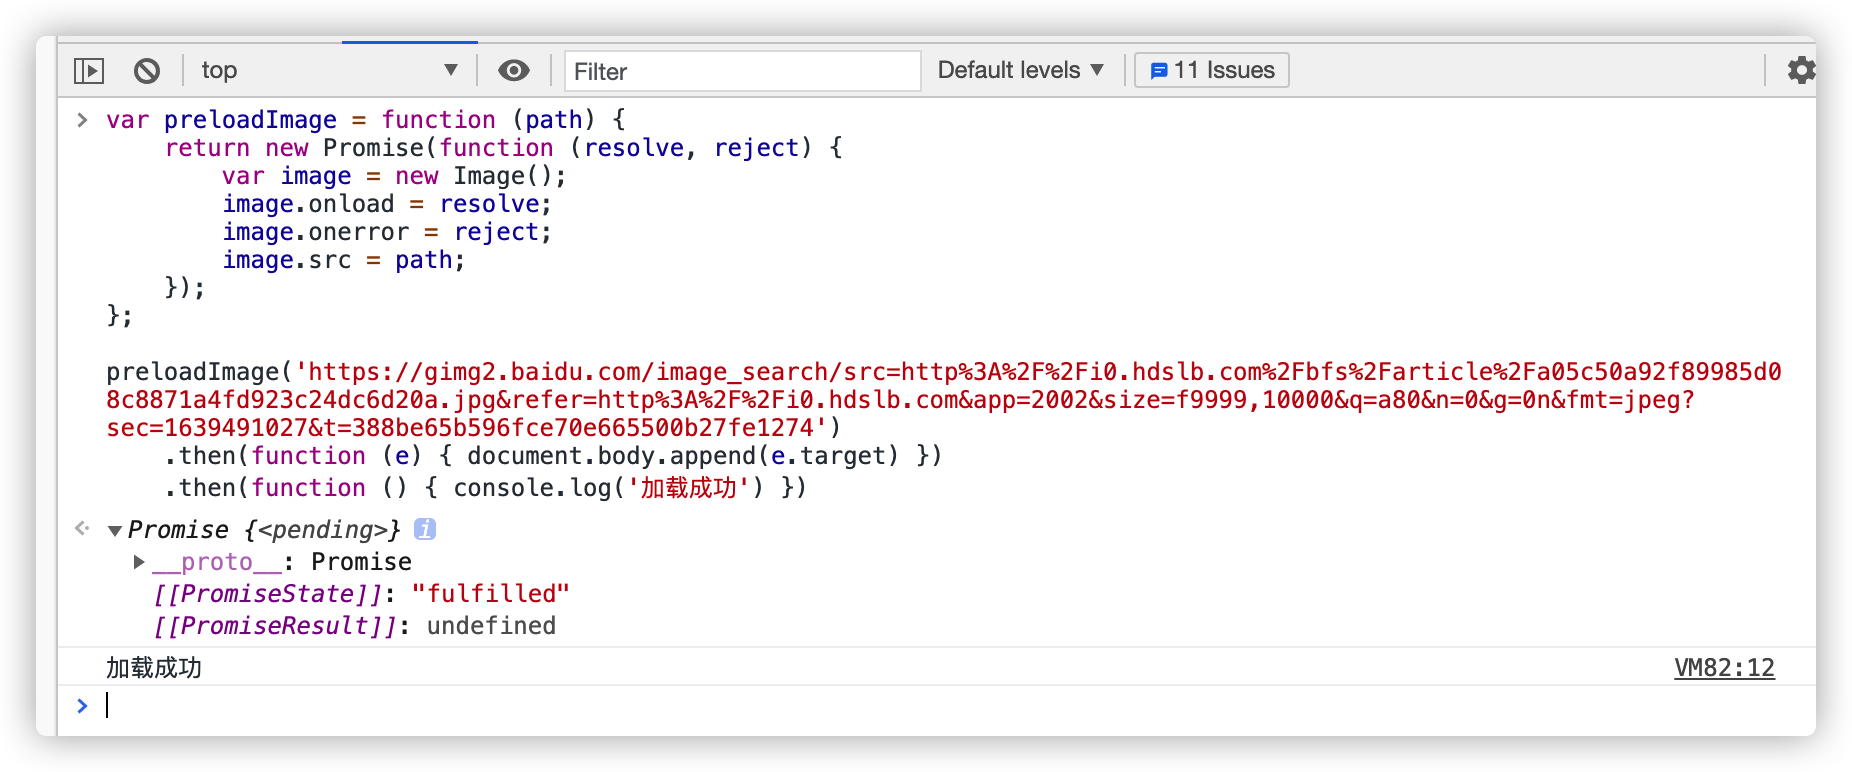 top
Filter
Default levels
11 Issues
var preloadImage = function (path) {
    return new Promise(function (resolve, reject) {
        var image = new Image();
        image.onload = resolve;
        image.onerror = reject;
        image.src = path;
    });
};
preloadImage('https://gimg2.baidu.com/image_search/src=http%3A%2F%2Fi0.hdslb.com%2Fbfs%2Farticle%2Fa05c50a92f89985d0
8c8871a4fd923c24dc6d20a.jpg&refer=http%3A%2F%2Fi0.hdslb.com&app=2002&size=f9999,10000&q=a80&n=0&g=0n&fmt=jpeg?
sec=1639491027&t=388be65b596fce70e665500b27fe1274')
    .then(function (e) { document.body.append(e.target) })
    .then(function () { console.log('加载成功') })
Promise {<pending>} i
__proto__: Promise
[[PromiseState]]: "fulfilled"
[[PromiseResult]]: undefined
加载成功 VM82:12